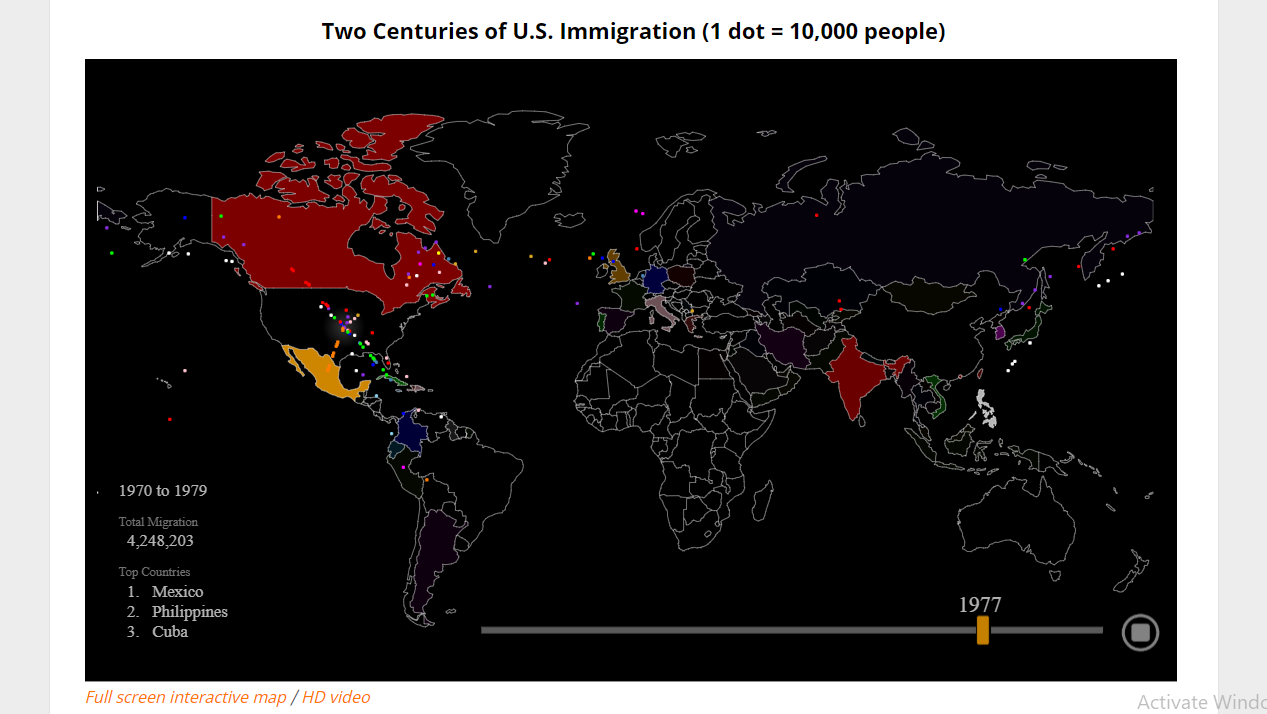 Two Centuries of U.S. Immigration (1 dot = 10,000 people)
1970 to 1979
Total Migration
4,248,203
Top Countries
1. Mexico
2. Philippines
3. Cuba
1977
Full screen interactive map / HD video
Activate Windo